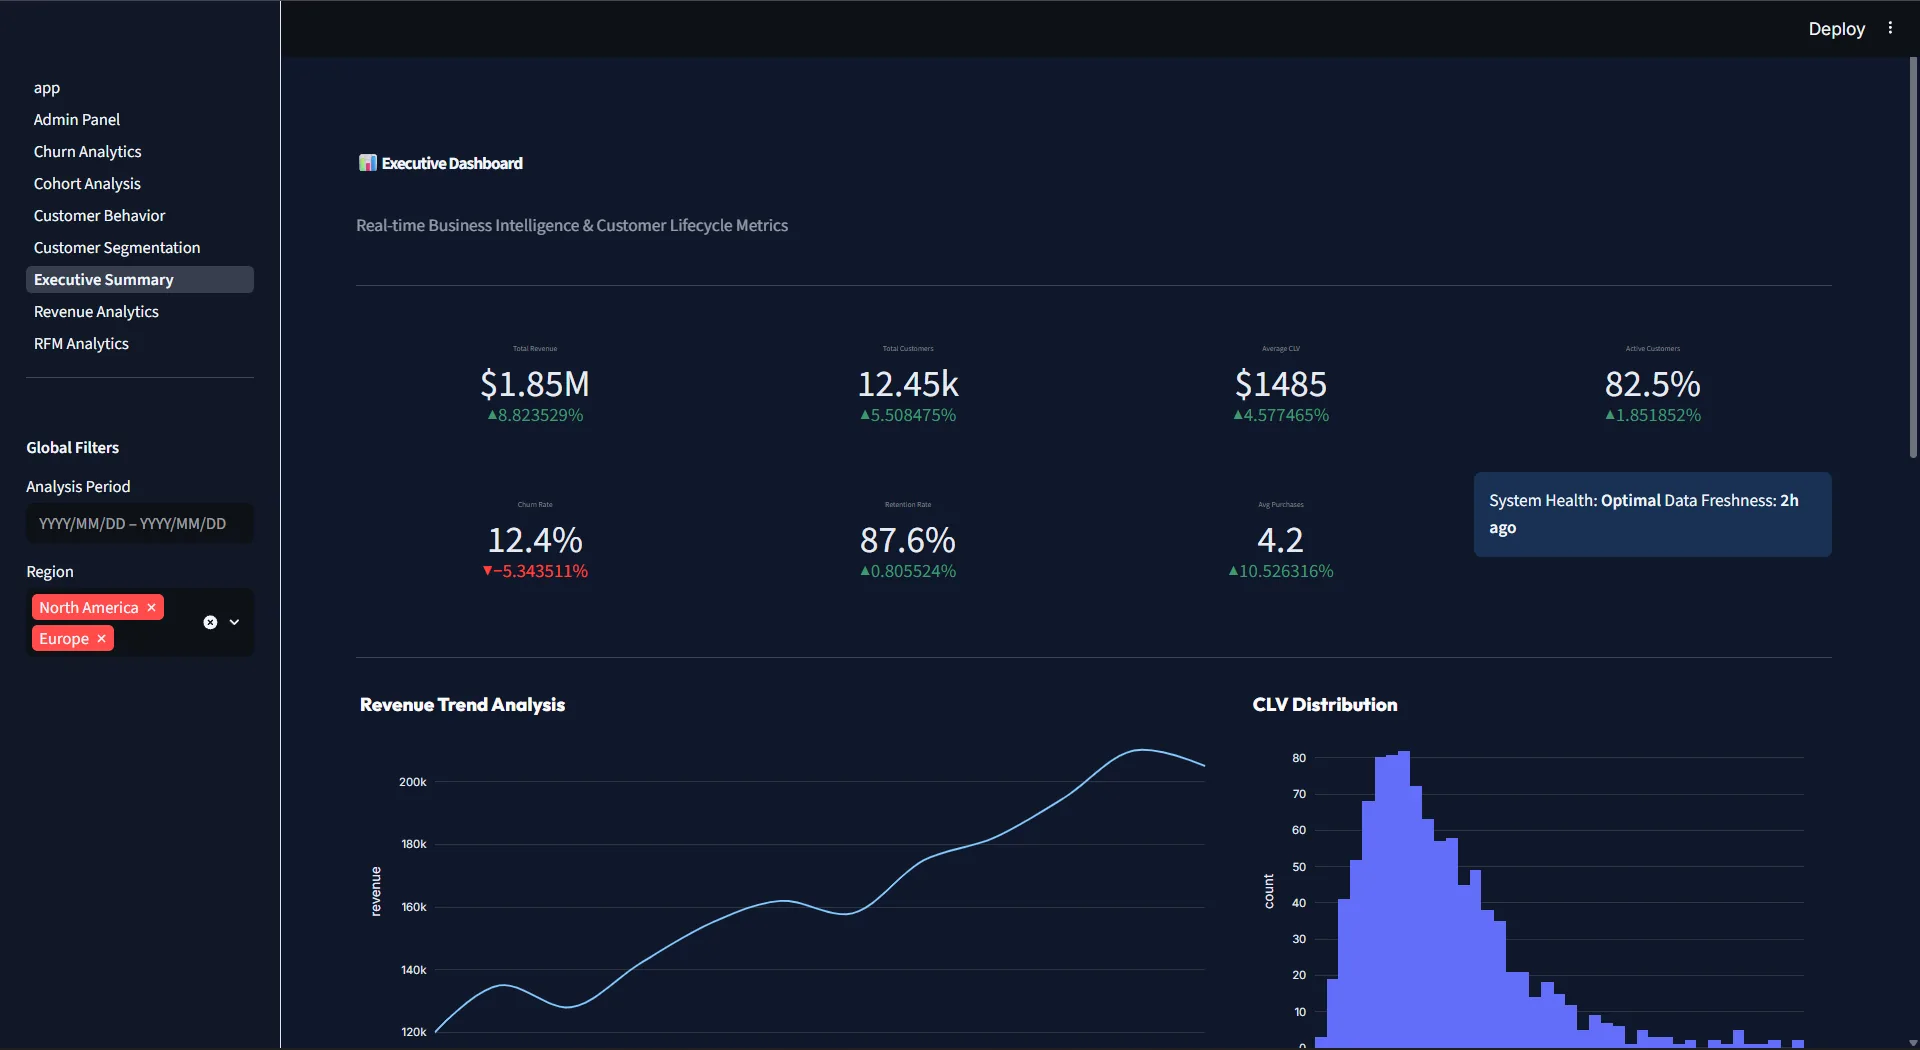 Deploy
app
Admin Panel
Churn Analytics
Cohort Analysis
Customer Behavior
Customer Segmentation
Executive Summary
Revenue Analytics
RFM Analytics
Global Filters
Analysis Period
YYYY/MM/DD – YYYY/MM/DD
Region
North America
Europe
Executive Dashboard
Real-time Business Intelligence & Customer Lifecycle Metrics
Total Revenue
$1.85M
▲8.823529%
Total Customers
12.45k
▲5.508475%
Average CLV
$1485
▲4.577465%
Active Customers
82.5%
▲1.851852%
Churn Rate
12.4%
▼−5.343511%
Retention Rate
87.6%
▲0.805524%
Avg Purchases
4.2
▲10.526316%
System Health: Optimal Data Freshness: 2h
ago
Revenue Trend Analysis
200k
180k
160k
140k
120k
revenue
CLV Distribution
80
70
60
50
40
30
20
10
0
count